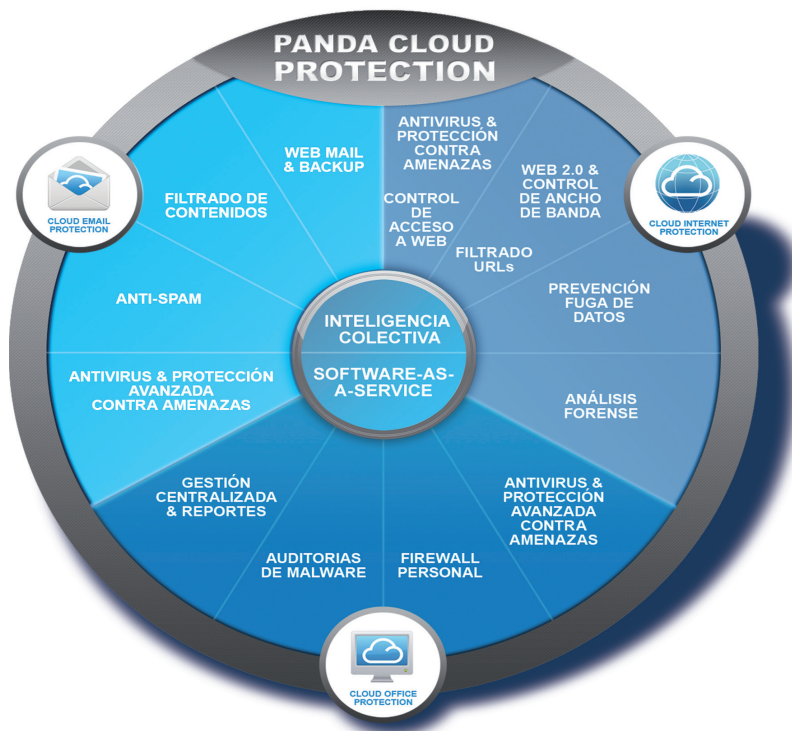 PANDA CLOUD
PROTECTION
CLOUD EMAIL
PROTECTION
WEB MAIL
& BACKUP
FILTRADO DE
CONTENIDOS
ANTI-SPAM
ANTIVIRUS & PROTECCIÓN
AVANZADA
CONTRA AMENAZAS
ANTIVIRUS &
PROTECCIÓN
CONTRA
AMENAZAS
CONTROL
DE
ACCESO
A WEB
WEB 2.0 &
CONTROL
DE ANCHO
DE BANDA
FILTRADO
URLs
CLOUD INTERNET
PROTECTION
PREVENCIÓN
FUGA DE
DATOS
ANÁLISIS
FORENSE
INTELIGENCIA
COLECTIVA
SOFTWARE-AS-
A-SERVICE
GESTIÓN
CENTRALIZADA
& REPORTES
AUDITORIAS
DE MALWARE
FIREWALL
PERSONAL
ANTIVIRUS &
PROTECCIÓN
AVANZADA
CONTRA
AMENAZAS
CLOUD OFFICE
PROTECTION